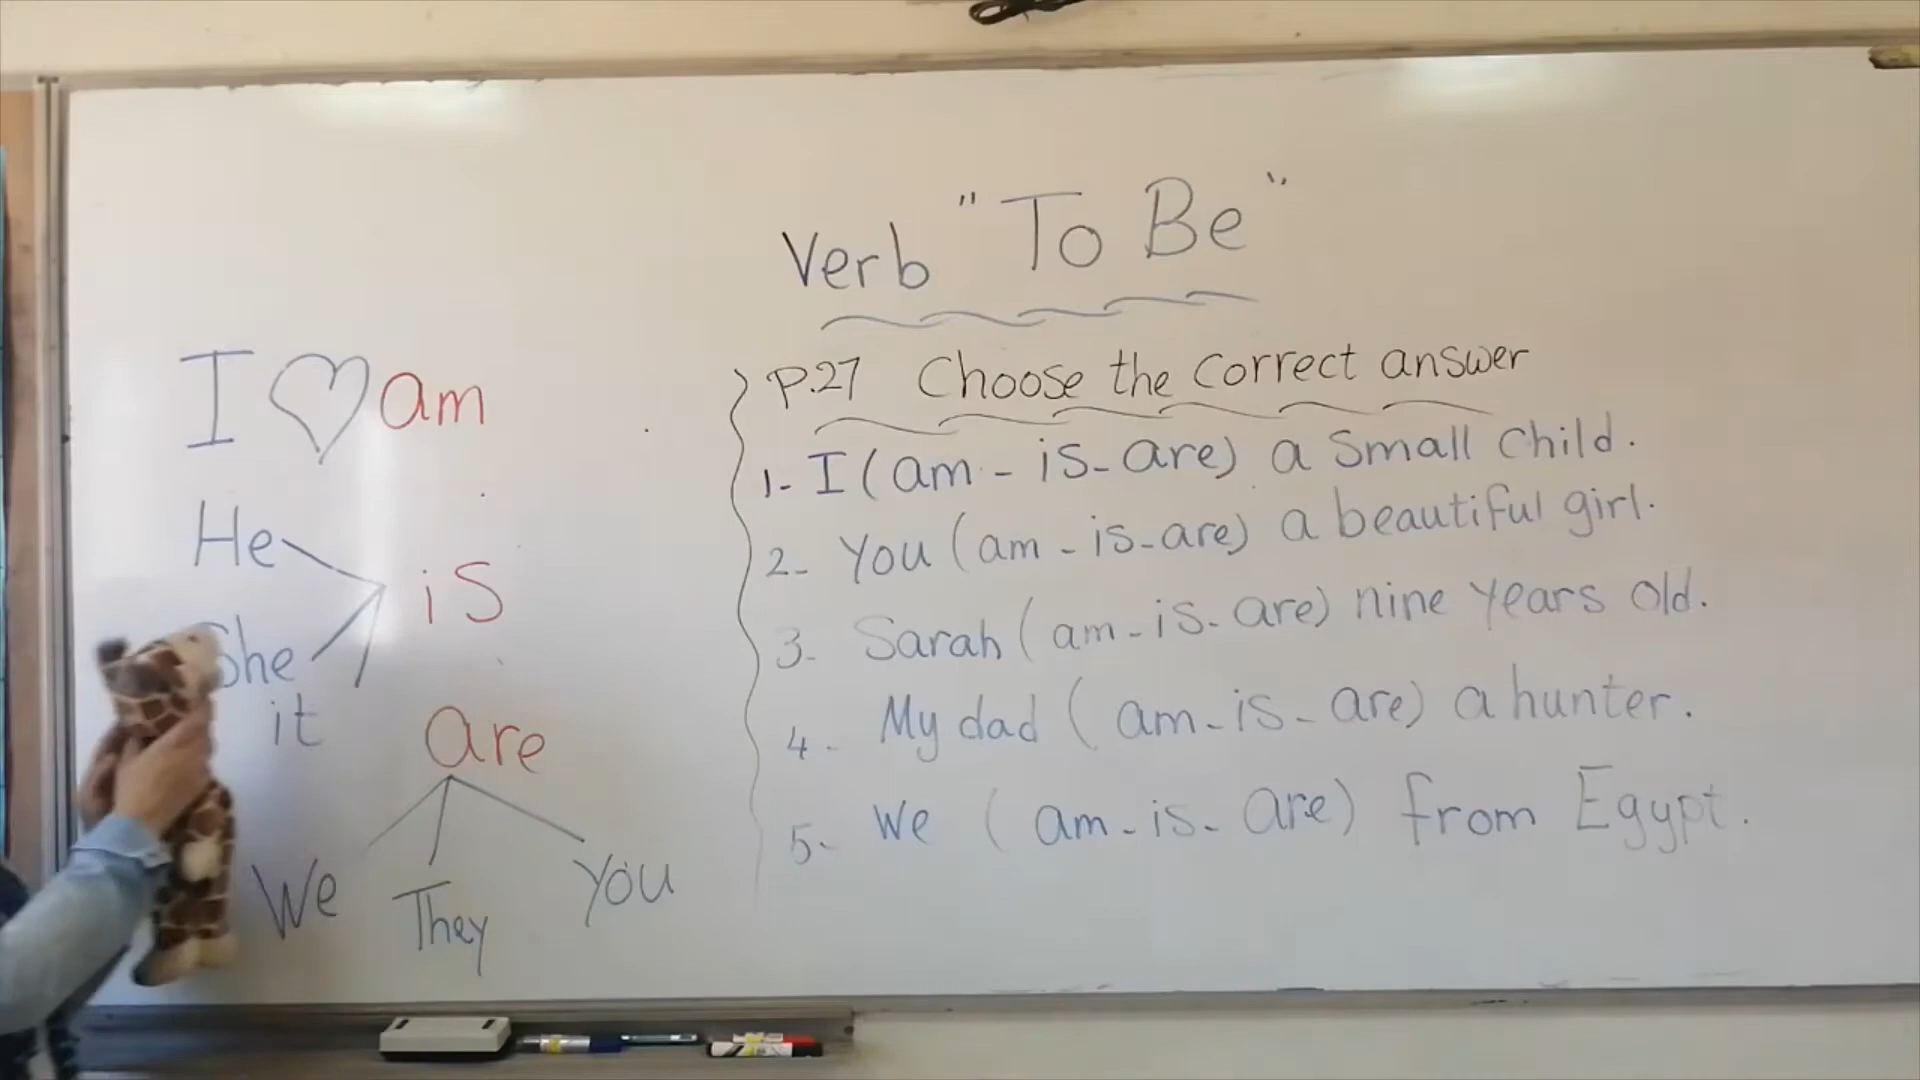 Verb "To Be"
I ♡ am
He
is
She
it
are
We They You
P.27 Choose the correct answer
1- I (am - is - are) a small child.
2- You (am - is - are) a beautiful girl.
3- Sarah (am - is - are) nine years old.
4- My dad (am - is - are) a hunter.
5- We (am - is - are) from Egypt.